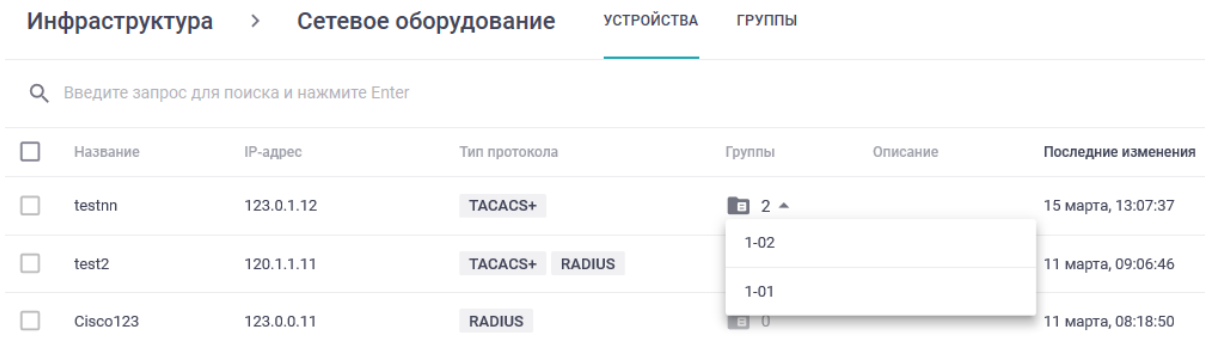 Инфраструктура > Сетевое оборудование УСТРОЙСТВА ГРУППЫ
Введите запрос для поиска и нажмите Enter
Название IP-адрес Тип протокола Группы Описание Последние изменения
testnn 123.0.1.12 TACACS+ 2 15 марта, 13:07:37
1-02
test2 120.1.1.11 TACACS+ RADIUS 11 марта, 09:06:46
1-01
Cisco123 123.0.0.11 RADIUS 0 11 марта, 08:18:50